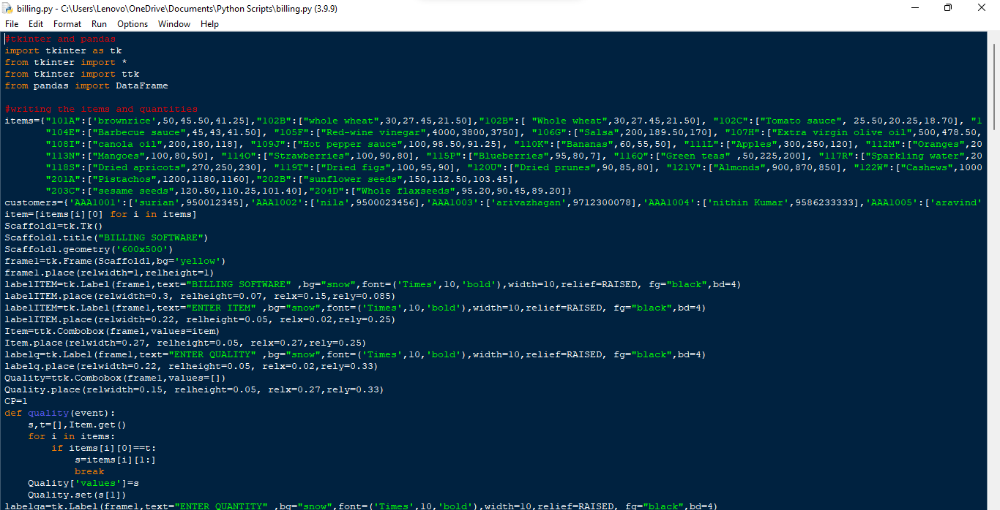 billing.py - C:\Users\Lenovo\OneDrive\Documents\Python Scripts\billing.py (3.9.9)
File Edit Format Run Options Window Help
#tkinter and pandas
import tkinter as tk
from tkinter import *
from tkinter import ttk
from pandas import DataFrame
#wwriting the items and quantities
items={"101A":['brownrice',50,45.50,41.25],"102B":["whole wheat",30,27.45,21.50],"102B":[ "Whole wheat",30,27.45,21.50], "102C":["Tomato sauce", 25.50,20.25,18.70], "1
"104E":["Barbecue sauce",45,43,41.50], "105F":["Red-wine vinegar",4000,3800,3750], "106G":["Salsa",200,189.50,170], "107H":["Extra virgin olive oil",500,478.50,
"108I":["canola oil",200,180,118], "109J":["Hot pepper sauce",100,98.50,91.25], "110K":["Bananas",60,55,50], "111L":["Apples",300,250,120], "112M":["Oranges",20
"113N":["Mangoes",100,80,50], "114O":["Strawberries",100,90,80], "115P":["Blueberries",95,80,7], "116Q":["Green teas" ,50,225,200], "117R":["Sparkling water",20
"118S":["Dried apricots",270,250,230], "119T":["Dried figs",100,95,90], "120U":["Dried prunes",90,85,80], "121V":["Almonds",900,870,850], "122W":["Cashews",1000
"201A":["Pistachos",1200,1180,1160],"202B":["sunflower seeds",150,112.50,103.45],
"203C":["sesame seeds",120.50,110.25,101.40],"204D":["Whole flaxseeds",95.20,90.45,89.20]}
customers={'AAA1001':['surian',950012345],'AAA1002':['nila',9500023456],'AAA1003':['arivazhagan',9712300078],'AAA1004':['nithin Kumar',9586233333],'AAA1005':['aravind'
item=[items[i][0] for i in items]
Scaffoldl=tk.Tk()
Scaffoldl.title("BILLING SOFTWARE")
Scaffoldl.geometry('600x500')
frame1=tk.Frame(Scaffoldl,bg='yellow')
frame1.place(relwidth=1,relheight=1)
labelITEM=tk.Label(frame1,text="BILLING SOFTWARE" ,bg="snow",font=('Times',10,'bold'),width=10,relief=RAISED, fg="black",bd=4)
labelITEM.place(relwidth=0.3, relheight=0.07, relx=0.15,rely=0.085)
labelITEM=tk.Label(frame1,text="ENTER ITEM" ,bg="snow",font=('Times',10,'bold'),width=10,relief=RAISED, fg="black",bd=4)
labelITEM.place(relwidth=0.22, relheight=0.05, relx=0.02,rely=0.25)
Item=ttk.Combobox(frame1,values=item)
Item.place(relwidth=0.27, relheight=0.05, relx=0.27,rely=0.25)
labelq=tk.Label(frame1,text="ENTER QUALITY" ,bg="snow",font=('Times',10,'bold'),width=10,relief=RAISED, fg="black",bd=4)
labelq.place(relwidth=0.22, relheight=0.05, relx=0.02,rely=0.33)
Quality=ttk.Combobox(frame1,values=[])
Quality.place(relwidth=0.15, relheight=0.05, relx=0.27,rely=0.33)
CP=1
def quality(event):
s,t=[],Item.get()
for i in items:
if items[i][0]==t:
s=items[i][1:]
break
Quality['values']=s
Quality.set(s[1])
labelqa=tk.Label(frame1,text="ENTER QUANTITY" ,bg="snow",font=('Times',10,'bold'),width=10,relief=RAISED, fg="black",bd=4)